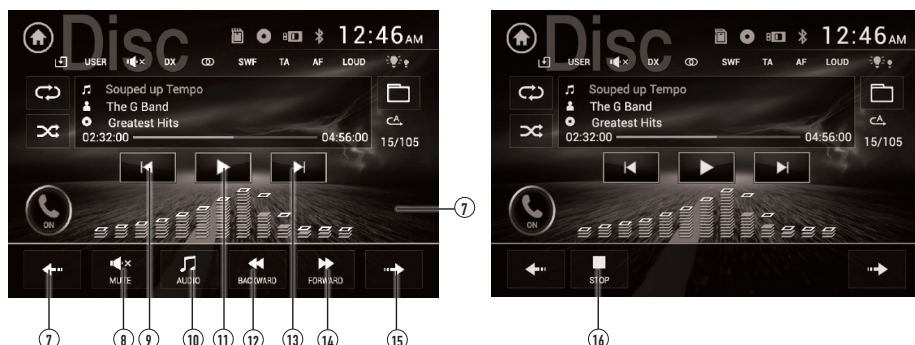 Disc
12:46AM
USER DX SWF TA AF LOUD
Souped up Tempo
The G Band
Greatest Hits
02:32:00 04:56:00
A
15/105
ON
MUTE AUDIO BACKWARD FORWARD
7
7 8 9 10 11 12 13 14 15
Disc
12:46AM
USER DX SWF TA AF LOUD
Souped up Tempo
The G Band
Greatest Hits
02:32:00 04:56:00
A
15/105
ON
STOP
16